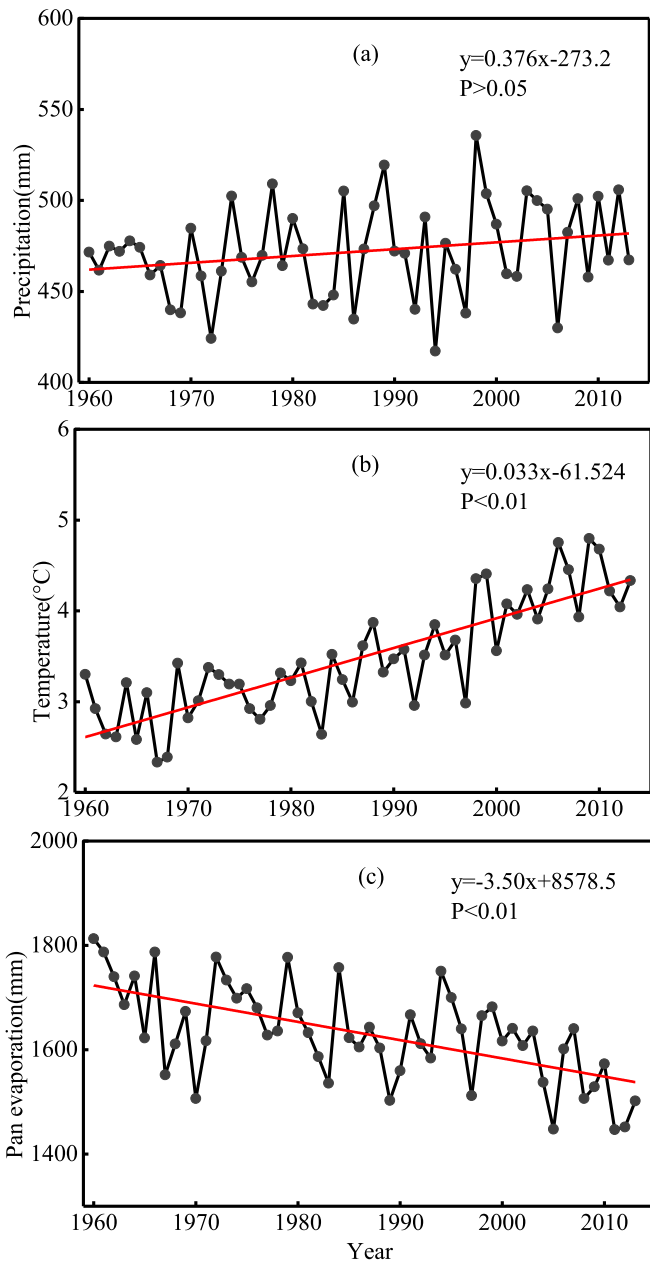 600
(a)
y=0.376x-273.2
P>0.05
550
500
450
400
Precipitation(mm)
1960 1970 1980 1990 2000 2010
6
(b)
y=0.033x-61.524
P<0.01
5
4
3
2
Temperature(°C)
1960 1970 1980 1990 2000 2010
2000
(c)
y=-3.50x+8578.5
P<0.01
1800
1600
1400
Pan evaporation(mm)
1960 1970 1980 1990 2000 2010
Year